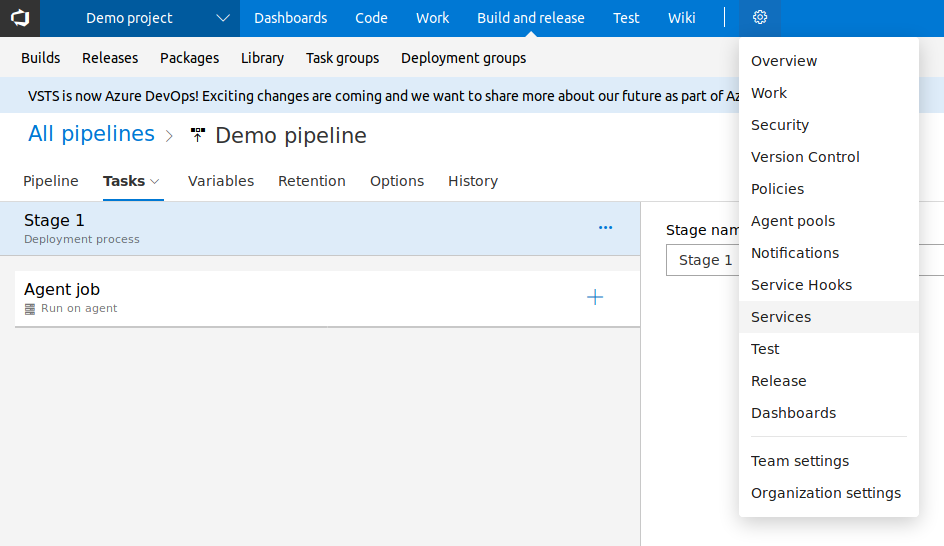 Demo project
Dashboards Code Work Build and release Test Wiki
Builds Releases Packages Library Task groups Deployment groups
VSTS is now Azure DevOps! Exciting changes are coming and we want to share more about our future as part of
All pipelines Demo pipeline
Pipeline Tasks Variables Retention Options History
Stage 1
Deployment process
Agent job
Run on agent
Stage
Stage 1
Overview
Work
Security
Version Control
Policies
Agent pools
Notifications
Service Hooks
Services
Test
Release
Dashboards
Team settings
Organization settings